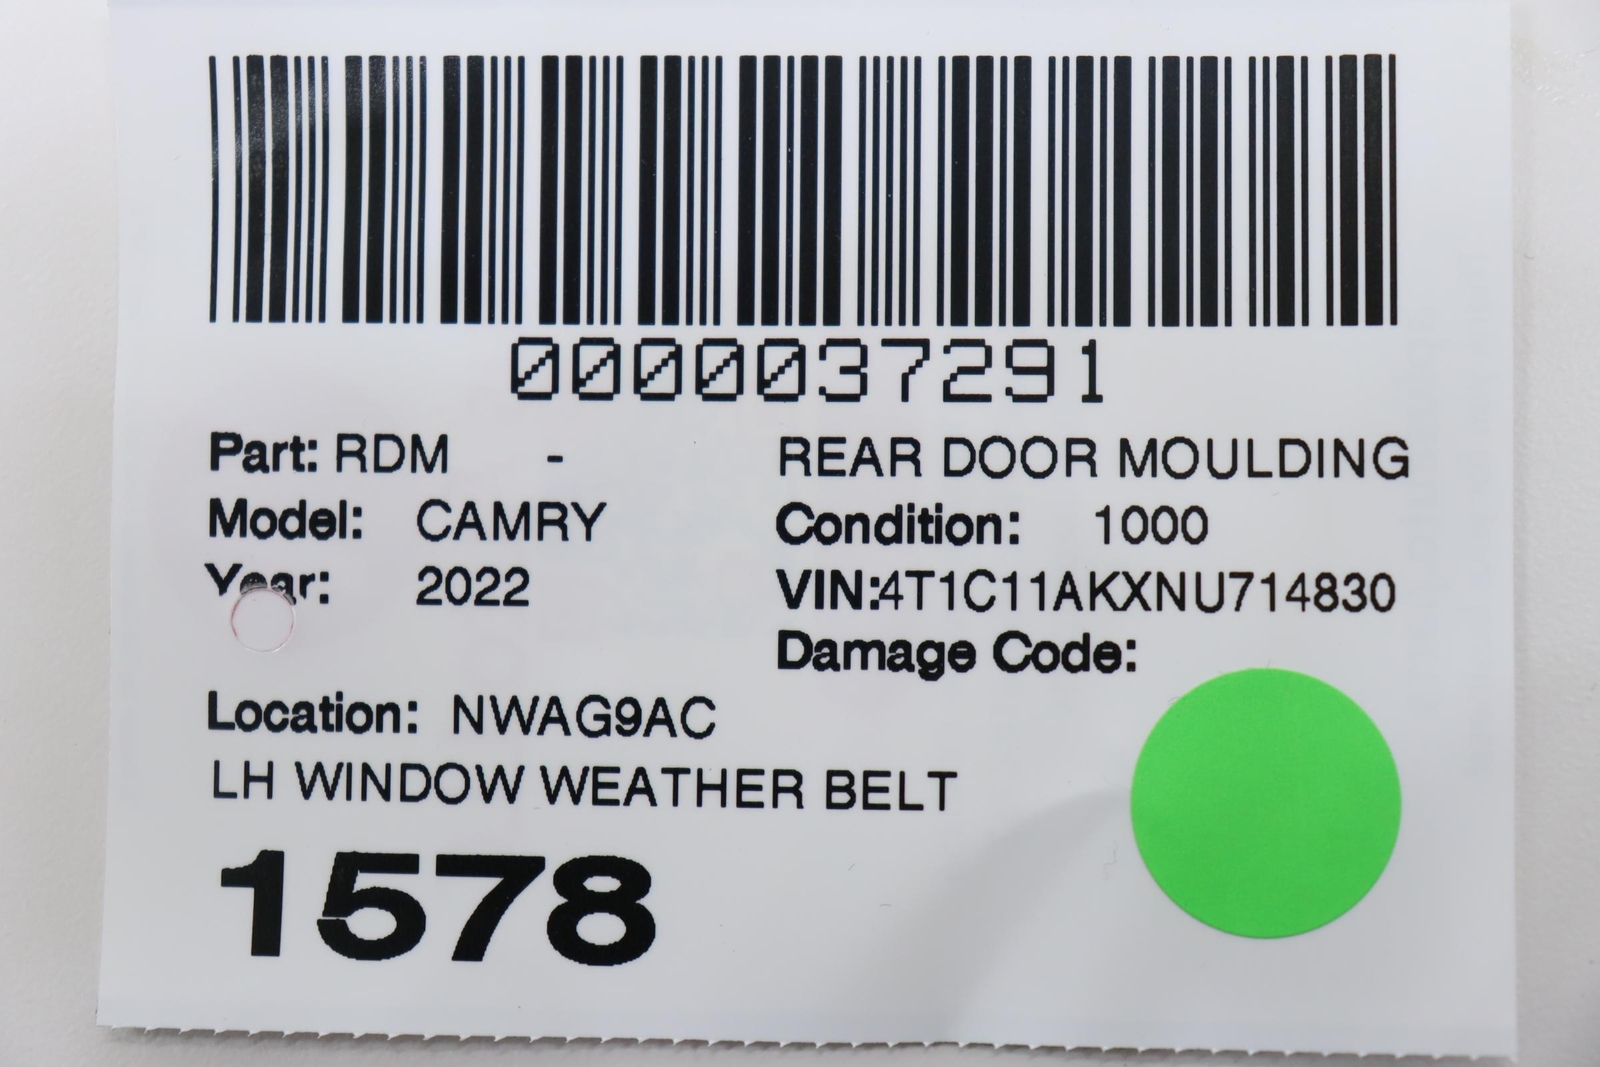 0000037291
Part: RDM - REAR DOOR MOULDING
Model: CAMRY Condition: 1000
Year: 2022 VIN:4T1C11AKXNU714830
Damage Code:
Location: NWAG9AC
LH WINDOW WEATHER BELT
1578